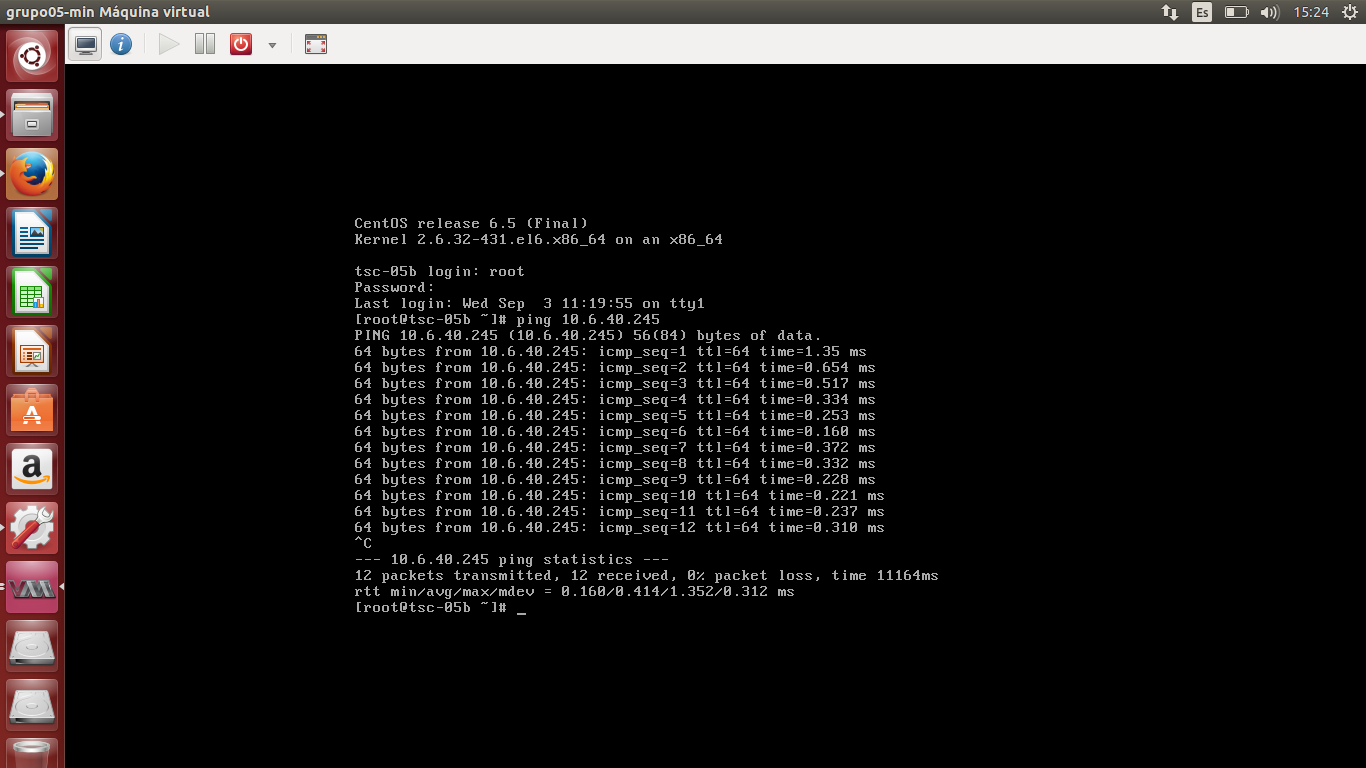 grupo05-min Máquina virtual
Es
15:24
CentOS release 6.5 (Final)
Kernel 2.6.32-431.el6.x86_64 on an x86_64
tsc-05b login: root
Password:
Last login: Wed Sep  3 11:19:55 on tty1
[root@tsc-05b ~]# ping 10.6.40.245
PING 10.6.40.245 (10.6.40.245) 56(84) bytes of data.
64 bytes from 10.6.40.245: icmp_seq=1 ttl=64 time=1.35 ms
64 bytes from 10.6.40.245: icmp_seq=2 ttl=64 time=0.654 ms
64 bytes from 10.6.40.245: icmp_seq=3 ttl=64 time=0.517 ms
64 bytes from 10.6.40.245: icmp_seq=4 ttl=64 time=0.334 ms
64 bytes from 10.6.40.245: icmp_seq=5 ttl=64 time=0.253 ms
64 bytes from 10.6.40.245: icmp_seq=6 ttl=64 time=0.160 ms
64 bytes from 10.6.40.245: icmp_seq=7 ttl=64 time=0.372 ms
64 bytes from 10.6.40.245: icmp_seq=8 ttl=64 time=0.332 ms
64 bytes from 10.6.40.245: icmp_seq=9 ttl=64 time=0.228 ms
64 bytes from 10.6.40.245: icmp_seq=10 ttl=64 time=0.221 ms
64 bytes from 10.6.40.245: icmp_seq=11 ttl=64 time=0.237 ms
64 bytes from 10.6.40.245: icmp_seq=12 ttl=64 time=0.310 ms
^C
--- 10.6.40.245 ping statistics ---
12 packets transmitted, 12 received, 0% packet loss, time 11164ms
rtt min/avg/max/mdev = 0.160/0.414/1.352/0.312 ms
[root@tsc-05b ~]# _